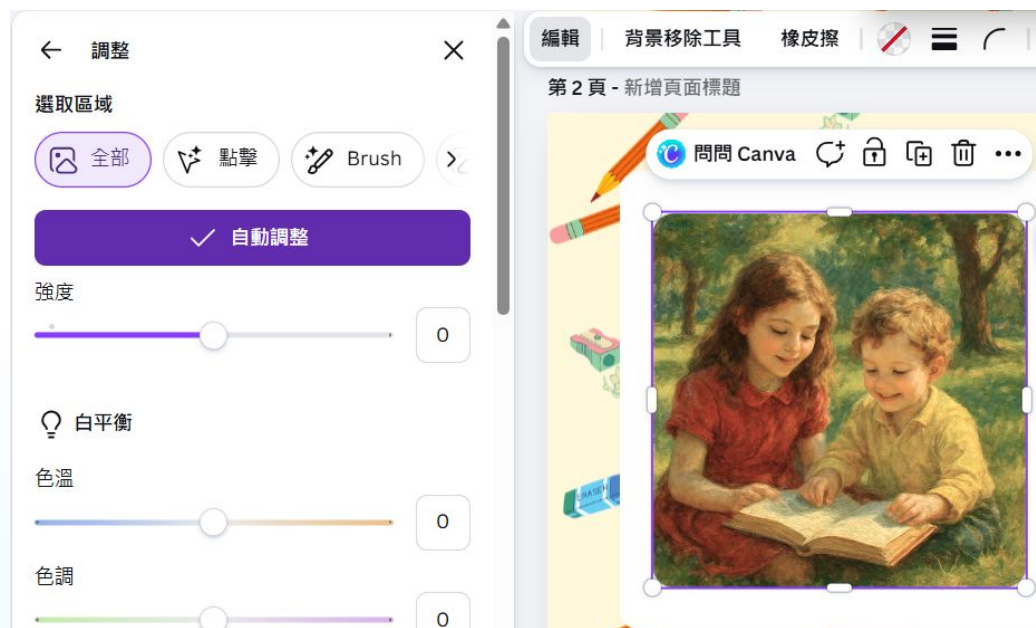 調整
選取區域
全部 點擊 Brush
自動調整
強度
0
白平衡
色溫
0
色調
0
編輯 背景移除工具 橡皮擦
第 2 頁 - 新增頁面標題
問問 Canva
ERASER